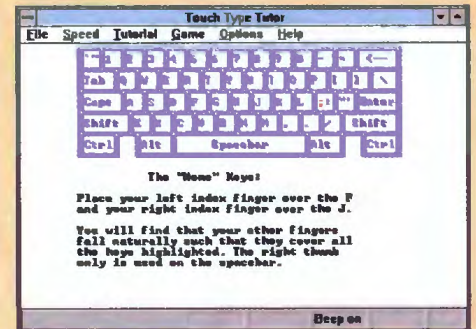 Touch Type Tutor
File Speed Tutorial Game Options Help
Tab
Caps Enter
Shift Shift
Ctrl Alt Spacebar Alt Ctrl
The "Home" Keys:
Place your left index finger over the F
and your right index finger over the J.
You will find that your other fingers
fall naturally such that they cover all
the keys highlighted. The right thumb
only is used on the spacebar.
Beep on